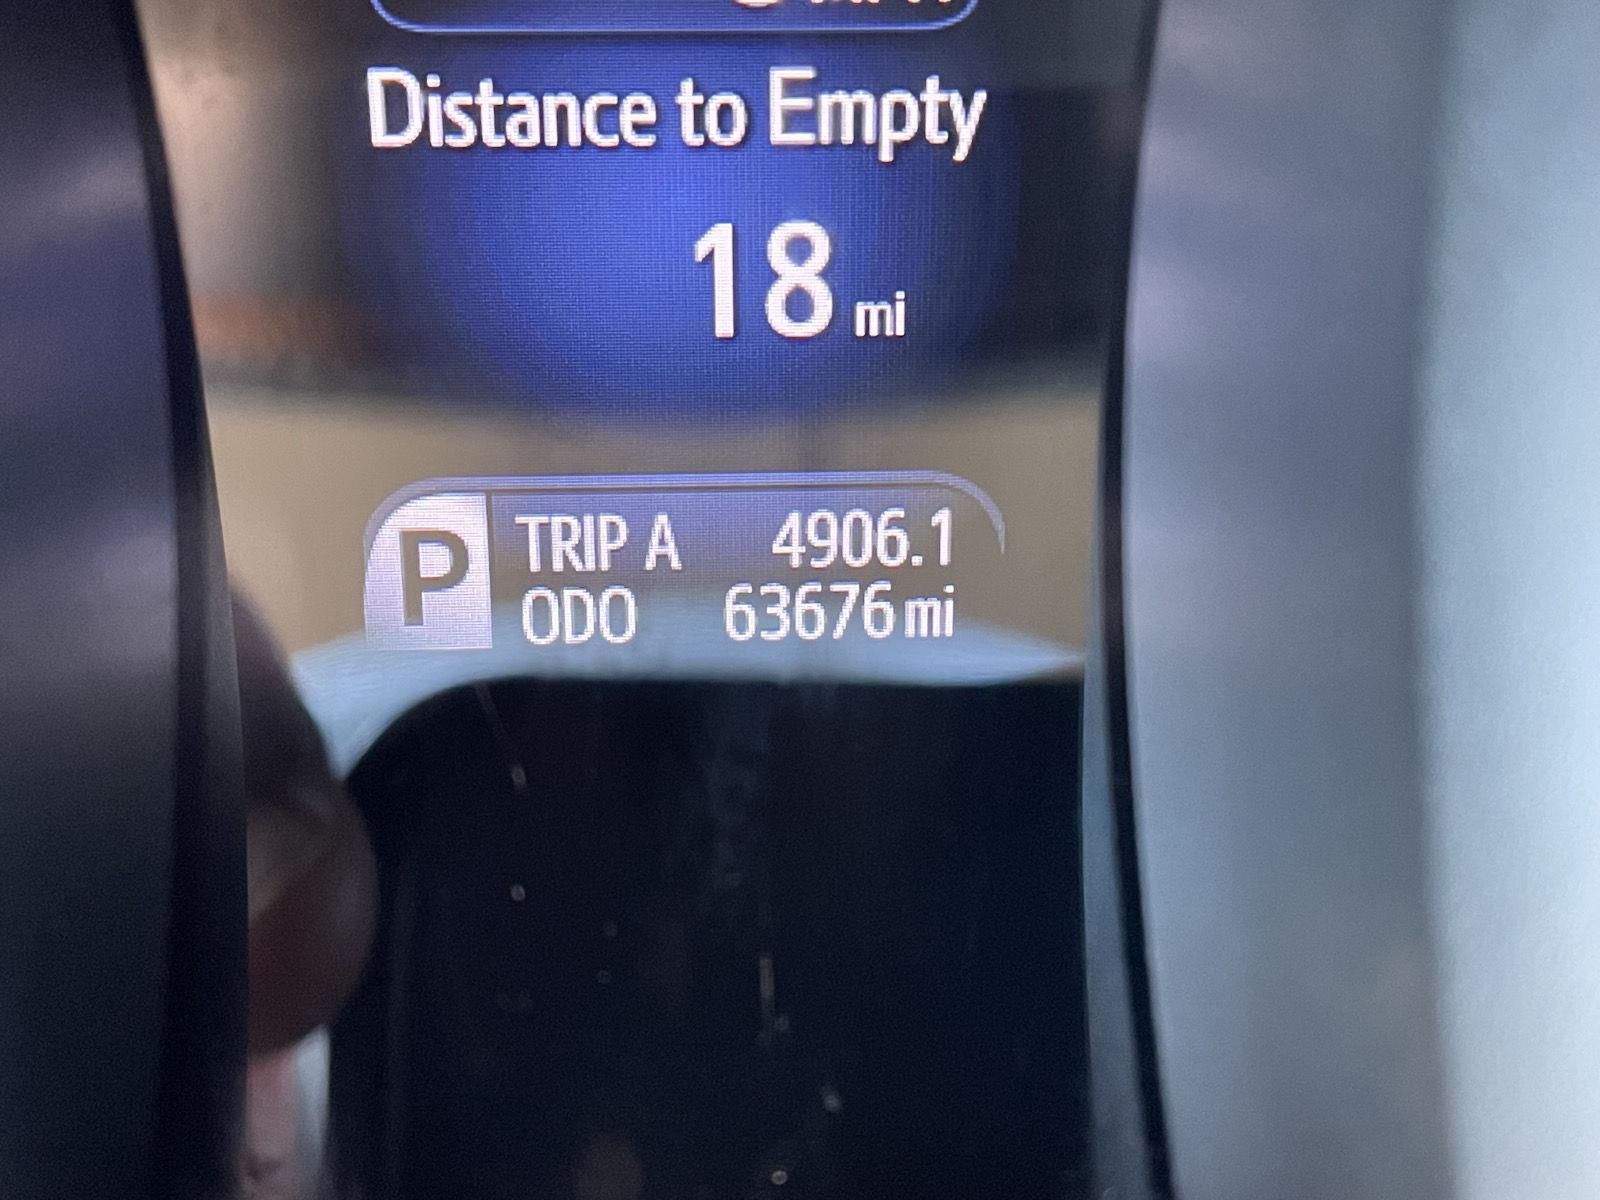 Distance to Empty
18 mi
P
TRIP A 4906.1
ODO 63676 mi